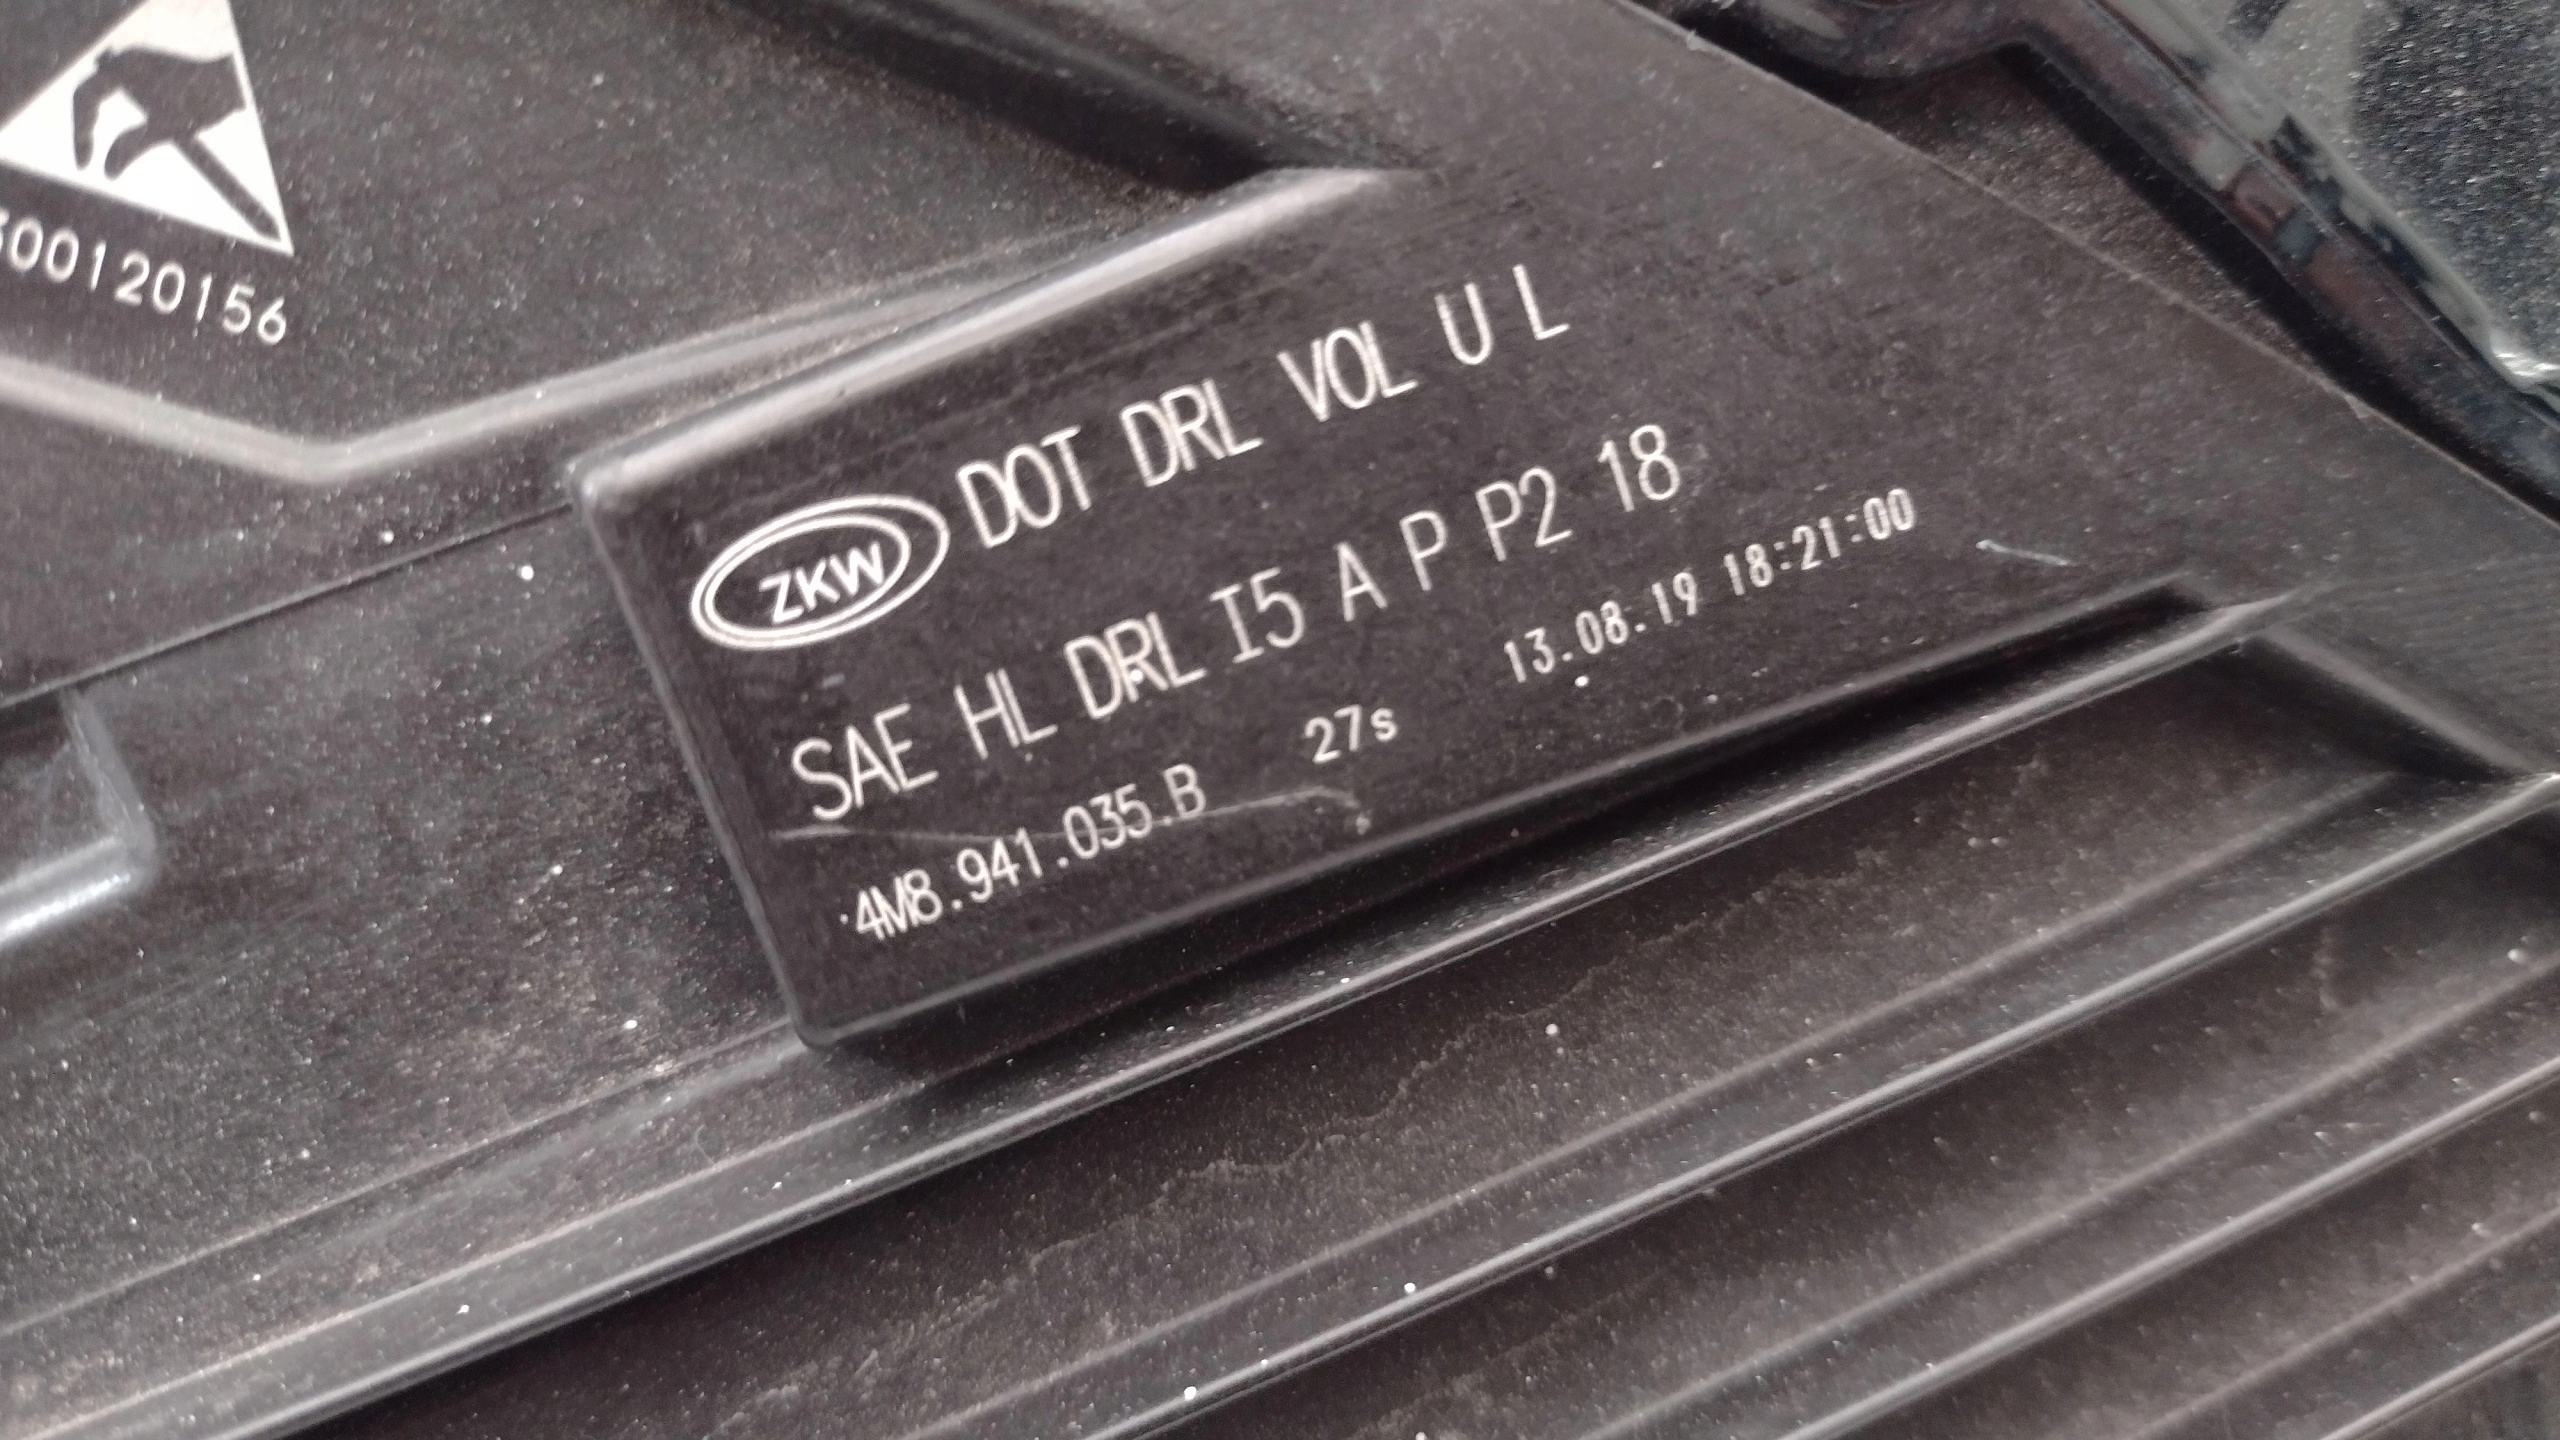 00120156
ZKW DOT DRL VOL U L
SAE HL DRL I5 A P P2 18
4M8.941.035.B 27s 13.08.19 18:21:00